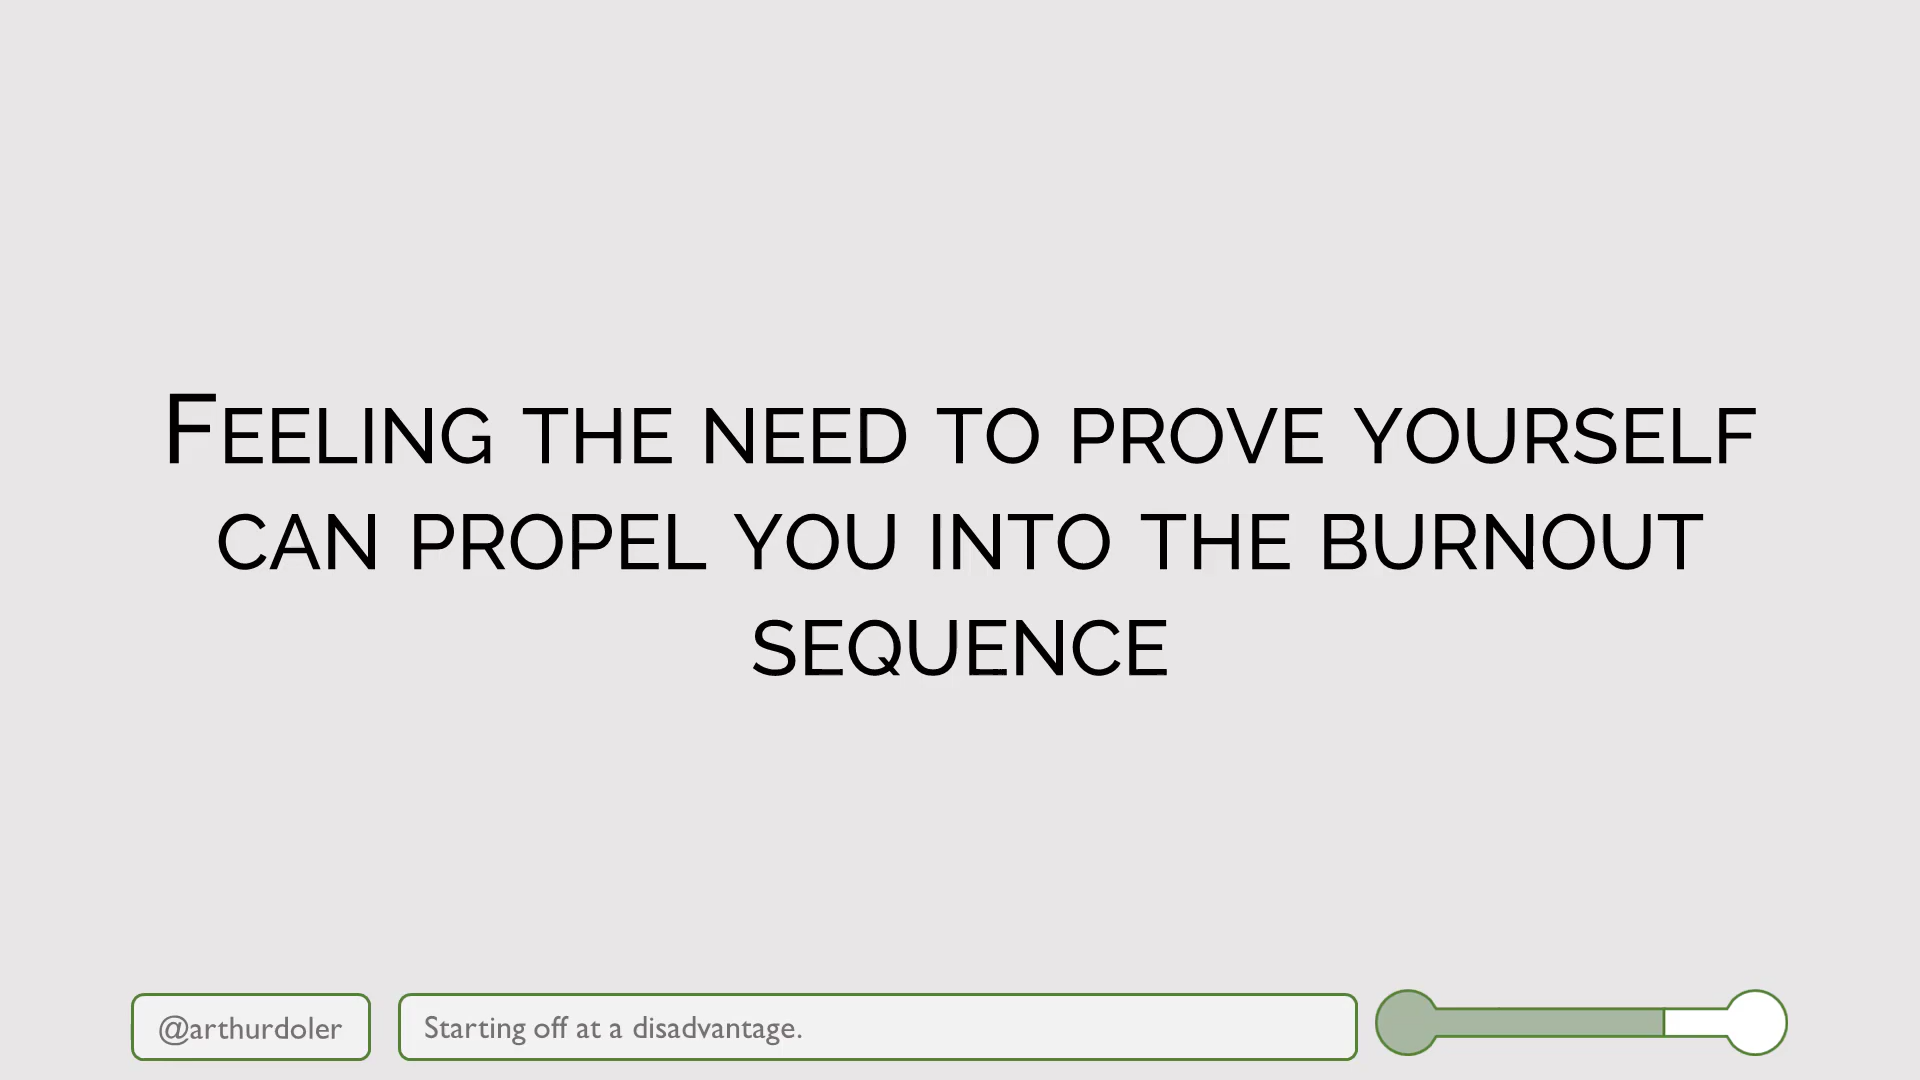 Feeling the need to prove yourself
can propel you into the burnout
sequence
@arthurdoler
Starting off at a disadvantage.